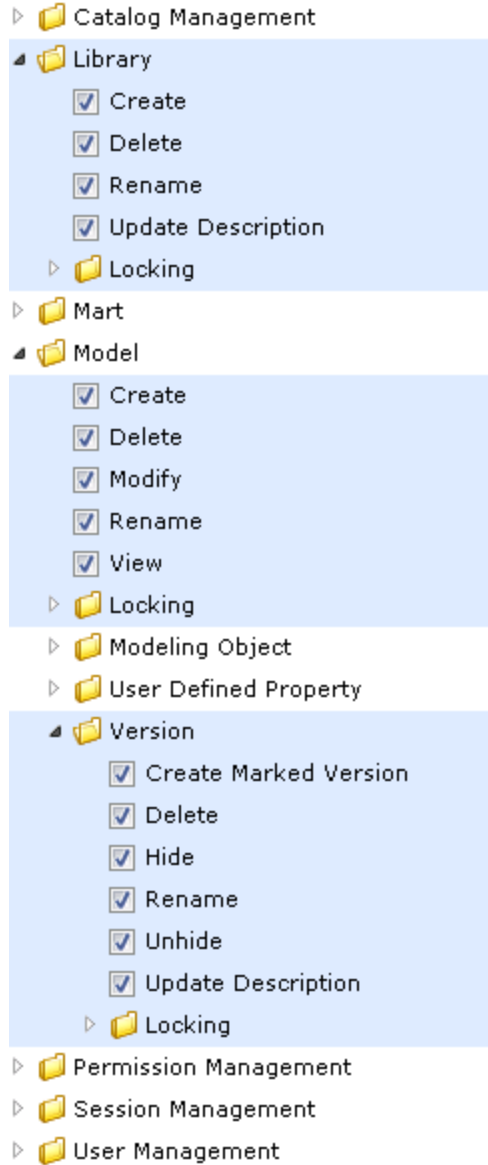 Catalog Management
Library
Create
Delete
Rename
Update Description
Locking
Mart
Model
Create
Delete
Modify
Rename
View
Locking
Modeling Object
User Defined Property
Version
Create Marked Version
Delete
Hide
Rename
Unhide
Update Description
Locking
Permission Management
Session Management
User Management